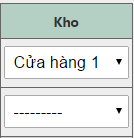 Kho
Cửa hàng 1
---------